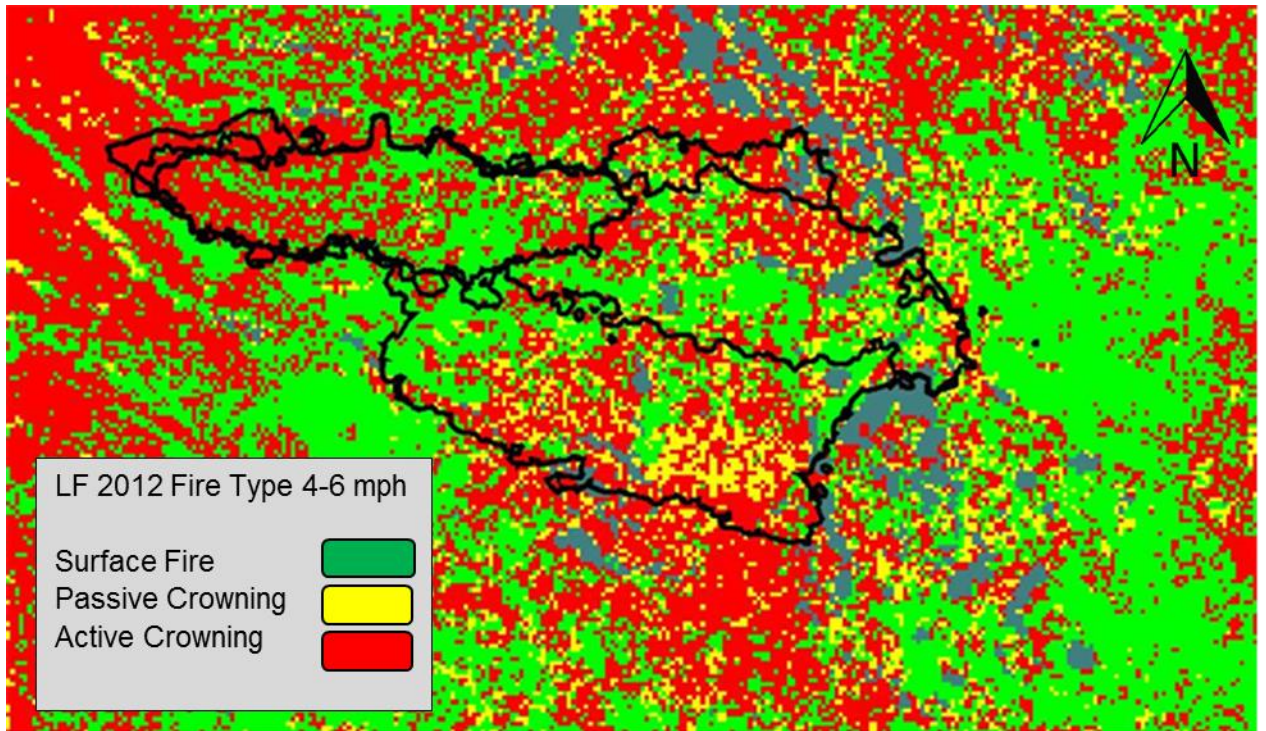 N
LF 2012 Fire Type 4-6 mph
Surface Fire
Passive Crowning
Active Crowning